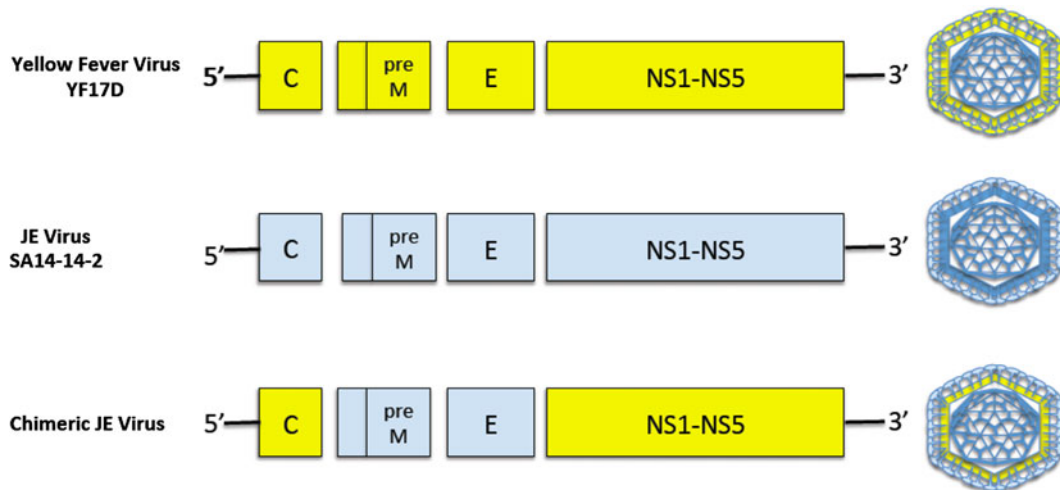 Yellow Fever Virus
YF17D
5’
C
pre
M
E
NS1-NS5
3’
JE Virus
SA14-14-2
5’
C
pre
M
E
NS1-NS5
3’
Chimeric JE Virus
5’
C
pre
M
E
NS1-NS5
3’